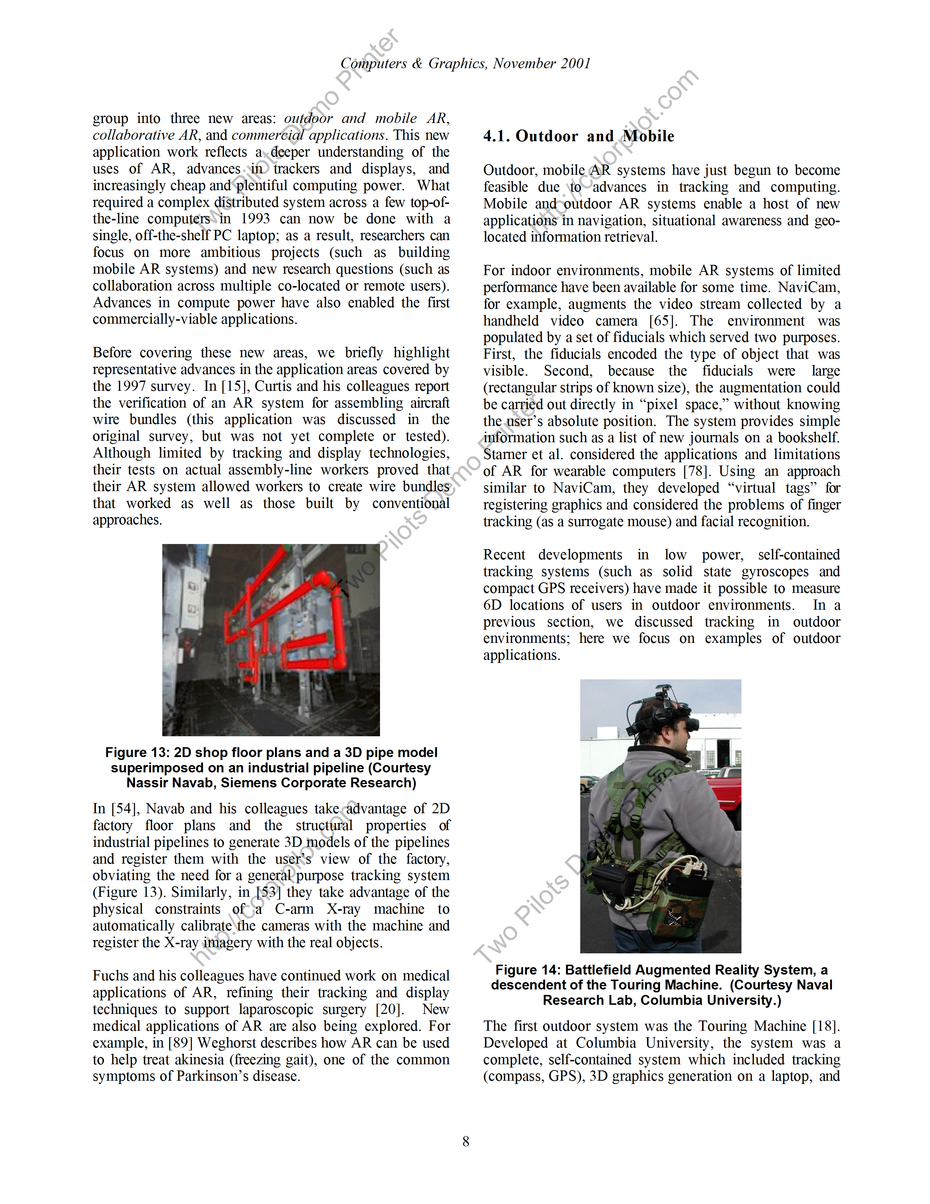 Computers & Graphics, November 2001
group into three new areas: outdoor and mobile AR,
collaborative AR, and commercial applications. This new
application work reflects a deeper understanding of the
uses of AR, advances in trackers and displays, and
increasingly cheap and plentiful computing power. What
required a complex distributed system across a few top-of-
the-line computers in 1993 can now be done with a
single, off-the-shelf PC laptop; as a result, researchers can
focus on more ambitious projects (such as building
mobile AR systems) and new research questions (such as
collaboration across multiple co-located or remote users).
Advances in compute power have also enabled the first
commercially-viable applications.
Before covering these new areas, we briefly highlight
representative advances in the application areas covered by
the 1997 survey. In [15], Curtis and his colleagues report
the verification of an AR system for assembling aircraft
wire bundles (this application was discussed in the
original survey, but was not yet complete or tested).
Although limited by tracking and display technologies,
their tests on actual assembly-line workers proved that
their AR system allowed workers to create wire bundles
that worked as well as those built by conventional
approaches.
Figure 13: 2D shop floor plans and a 3D pipe model
superimposed on an industrial pipeline (Courtesy
Nassir Navab, Siemens Corporate Research)
In [54], Navab and his colleagues take advantage of 2D
factory floor plans and the structural properties of
industrial pipelines to generate 3D models of the pipelines
and register them with the user's view of the factory,
obviating the need for a general purpose tracking system
(Figure 13). Similarly, in [53] they take advantage of the
physical constraints of a C-arm X-ray machine to
automatically calibrate the cameras with the machine and
register the X-ray imagery with the real objects.
Fuchs and his colleagues have continued work on medical
applications of AR, refining their tracking and display
techniques to support laparoscopic surgery [20]. New
medical applications of AR are also being explored. For
example, in [89] Weghorst describes how AR can be used
to help treat akinesia (freezing gait), one of the common
symptoms of Parkinson's disease.
4.1. Outdoor and Mobile
Outdoor, mobile AR systems have just begun to become
feasible due to advances in tracking and computing.
Mobile and outdoor AR systems enable a host of new
applications in navigation, situational awareness and geo-
located information retrieval.
For indoor environments, mobile AR systems of limited
performance have been available for some time. NaviCam,
for example, augments the video stream collected by a
handheld video camera [65]. The environment was
populated by a set of fiducials which served two purposes.
First, the fiducials encoded the type of object that was
visible. Second, because the fiducials were large
(rectangular strips of known size), the augmentation could
be carried out directly in "pixel space," without knowing
the user's absolute position. The system provides simple
information such as a list of new journals on a bookshelf.
Starner et al. considered the applications and limitations
of AR for wearable computers [78]. Using an approach
similar to NaviCam, they developed "virtual tags" for
registering graphics and considered the problems of finger
tracking (as a surrogate mouse) and facial recognition.
Recent developments in low power, self-contained
tracking systems (such as solid state gyroscopes and
compact GPS receivers) have made it possible to measure
6D locations of users in outdoor environments. In a
previous section, we discussed tracking in outdoor
environments; here we focus on examples of outdoor
applications.
Figure 14: Battlefield Augmented Reality System, a
descendent of the Touring Machine. (Courtesy Naval
Research Lab, Columbia University.)
The first outdoor system was the Touring Machine [18].
Developed at Columbia University, the system was a
complete, self-contained system which included tracking
(compass, GPS), 3D graphics generation on a laptop, and
8
Two Pilots Demo Printer
http://colorpilot.com
Two Pilots Demo Printer
http://colorpilot.com
Two Pilots Demo Printer